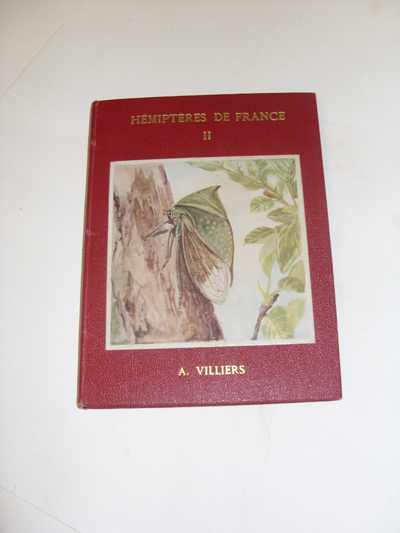 HÉMIPTÈRES DE FRANCE
II
A. VILLIERS